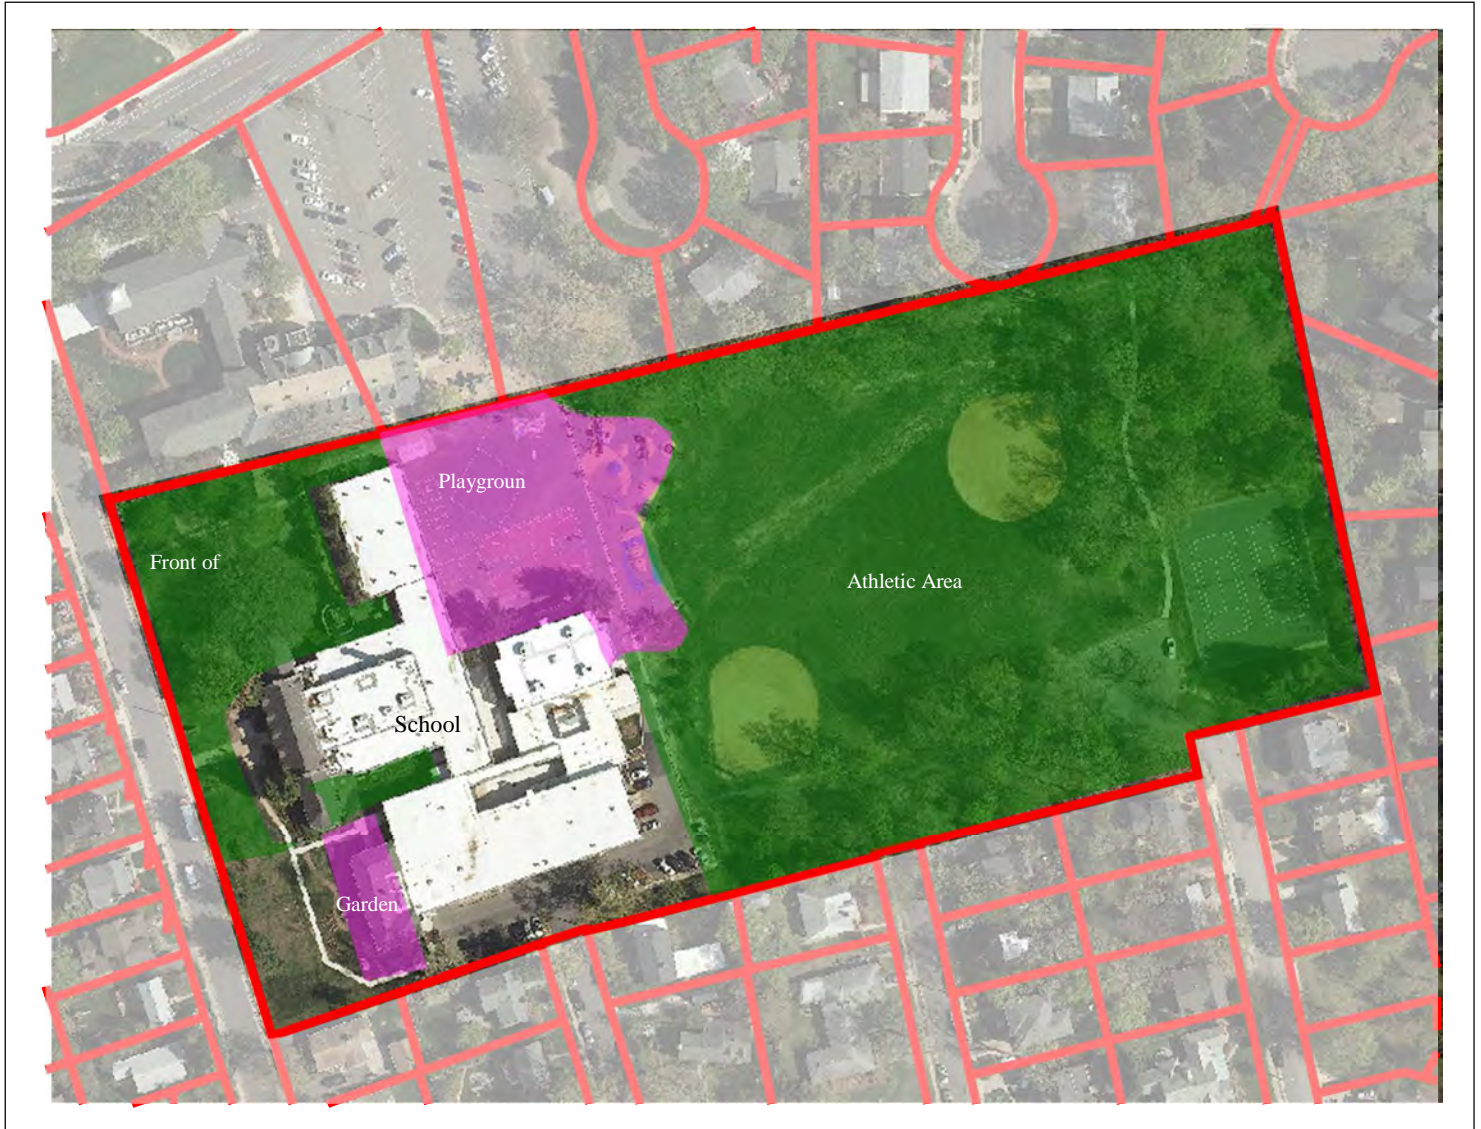 Playgroun
Front of
Athletic Area
School
Garden